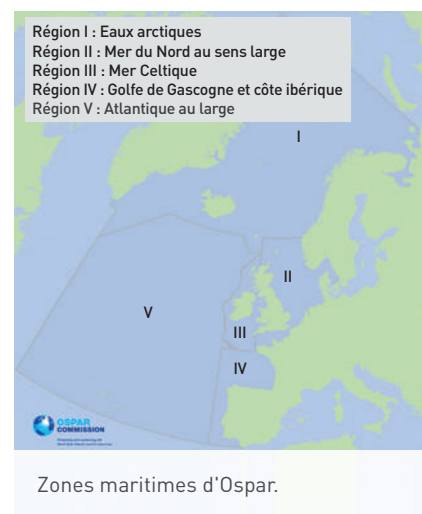 Région I : Eaux arctiques
Région II : Mer du Nord au sens large
Région III : Mer Celtique
Région IV : Golfe de Gascogne et côte ibérique
Région V : Atlantique au large
I
II
V
III
IV
OSPAR
COMMISSION
Zones maritimes d'Ospar.